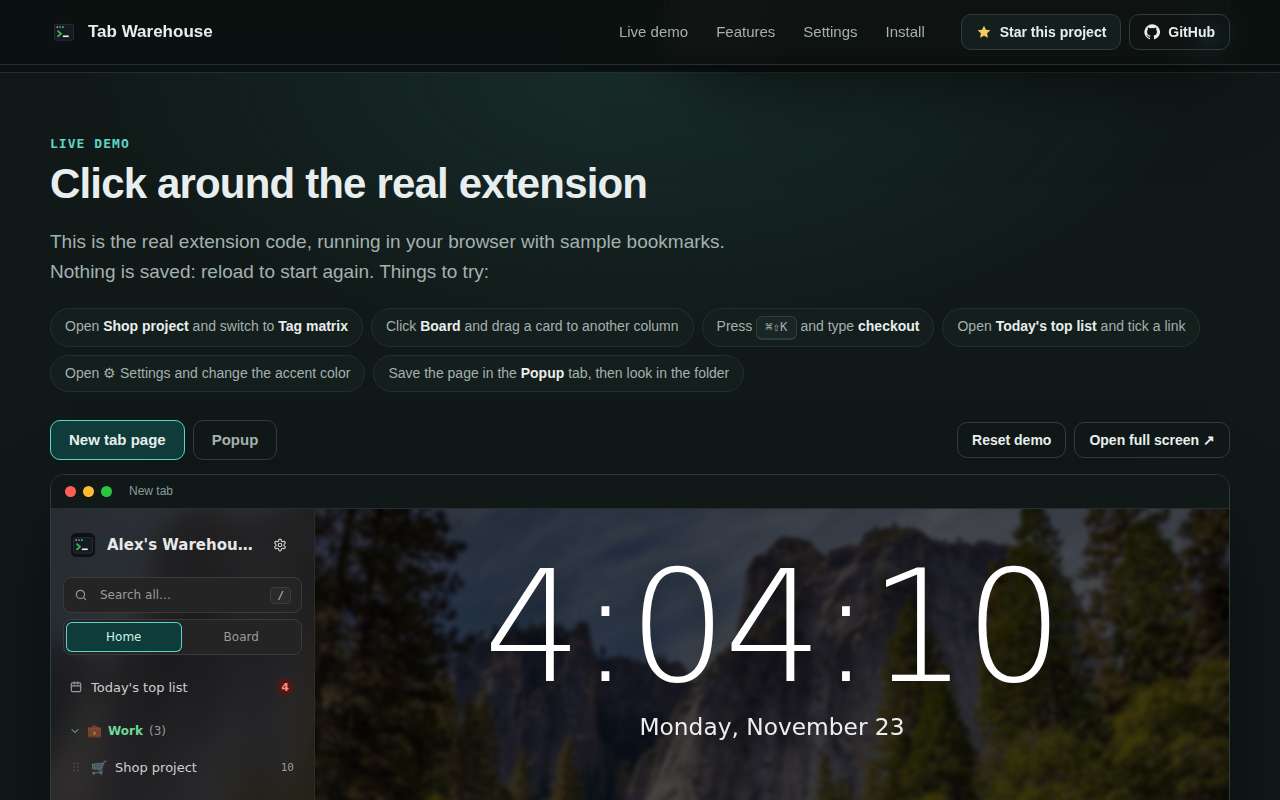 Tab Warehouse
Live demo Features Settings Install Star this project GitHub
LIVE DEMO
Click around the real extension
This is the real extension code, running in your browser with sample bookmarks.
Nothing is saved: reload to start again. Things to try:
Open Shop project and switch to Tag matrix
Click Board and drag a card to another column
Press ⌘⇧K and type checkout
Open Today's top list and tick a link
Open ⚙ Settings and change the accent color
Save the page in the Popup tab, then look in the folder
New tab page Popup
Reset demo Open full screen ↗
New tab
Alex's Warehou...
Search all... /
Home Board
Today's top list 4
Work (3)
Shop project 10
4:04:10
Monday, November 23